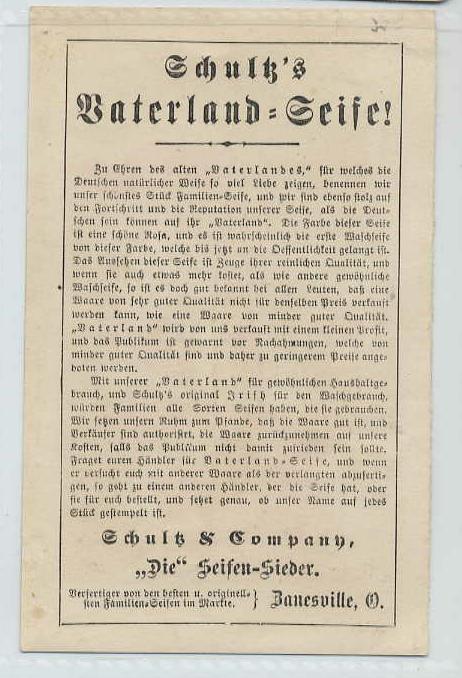 Schultz's
Vaterland-Seife!
Zu Ehren des alten „Vaterlandes,“ für welches die
Deutschen natürlicher Weise so viel Liebe zeigen, benennen wir
unser schönstes Stück Familien-Seife, und wir sind ebenso stolz auf
den Fortschritt und die Reputation unserer Seife, als die Deut-
schen sein können auf ihr „Vaterland“. Die Farbe dieser Seife
ist eine schöne Rosa, und es ist wahrscheinlich die erste Waschseife
von dieser Farbe, welche bis jetzt an die Oeffentlichkeit gelangt ist.
Das Aussehen dieser Seife ist Zeuge ihrer reinlichen Qualität, und
wenn sie auch etwas mehr kostet, als wie andere gewöhnliche
Waschseife, so ist es doch gut bekannt bei allen Leuten, daß eine
Waare von sehr guter Qualität nicht für denselben Preis verkauft
werden kann, wie eine Waare von minder guter Qualität.
„Vaterland“ wird von uns verkauft mit einem kleinen Profit,
und das Publikum ist gewarnt vor Nachahmungen, welche von
minder guter Qualität sind und daher zu geringerem Preise ange-
boten werden.
Mit unserer „Vaterland“ für gewöhnlichen Haushaltge-
brauch, und Schultz's original Irish für den Waschgebrauch,
würden Familien alle Sorten Seifen haben, die sie gebrauchen.
Wir setzen unsern Ruhm zum Pfande, daß die Waare gut ist, und
Verkäufer sind authorisirt, die Waare zurückzunehmen auf unsere
Kosten, falls das Publikum nicht damit zufrieden sein sollte.
Fraget euren Händler für Vaterland-Seife, und wenn
er versucht euch mit anderer Waare als der verlangten abzuferti-
gen, so geht zu einem anderen Händler, der die Seife hat, oder
sie für euch bestellt, und sehet genau, ob unser Name auf jedes
Stück gestempelt ist.
Schultz & Company,
„Die“ Seifen-Sieder.
Verfertiger von den besten u. originell-
sten Familien-Seifen im Markte. } Zanesville, O.